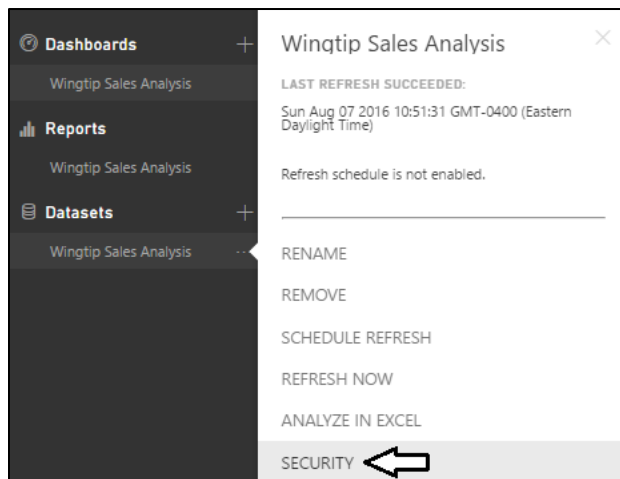 Dashboards
Wingtip Sales Analysis
Reports
Wingtip Sales Analysis
Datasets
Wingtip Sales Analysis
Wingtip Sales Analysis
LAST REFRESH SUCCEEDED:
Sun Aug 07 2016 10:51:31 GMT-0400 (Eastern
Daylight Time)
Refresh schedule is not enabled.
RENAME
REMOVE
SCHEDULE REFRESH
REFRESH NOW
ANALYZE IN EXCEL
SECURITY